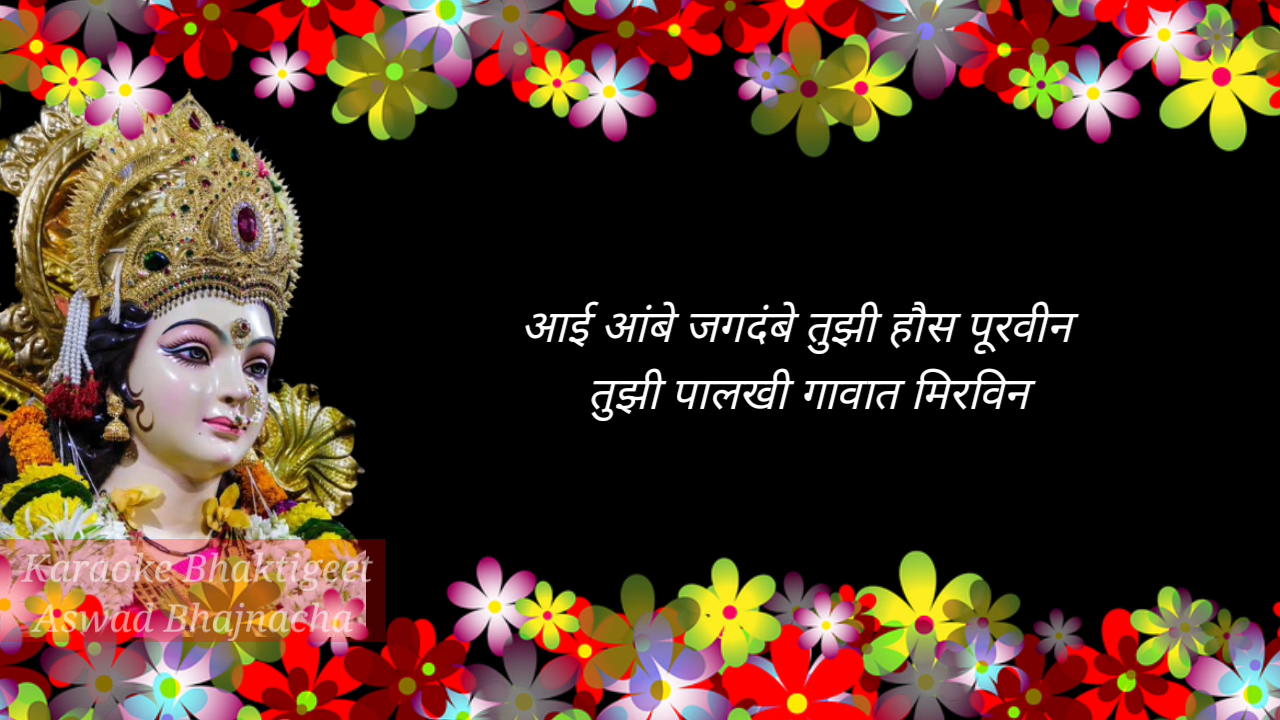 आई आंबे जगदंबे तुझी हौस पूरवीन
तुझी पालखी गावात मिरविन
Karaoke Bhaktigeet
Aswad Bhajnacha